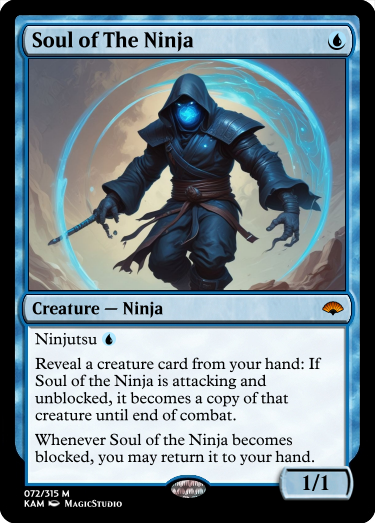 Soul of The Ninja
Creature — Ninja
Ninjutsu
Reveal a creature card from your hand: If
Soul of the Ninja is attacking and
unblocked, it becomes a copy of that
creature until end of combat.
Whenever Soul of the Ninja becomes
blocked, you may return it to your hand.
1/1
072/315 M
KAM MagicStudio